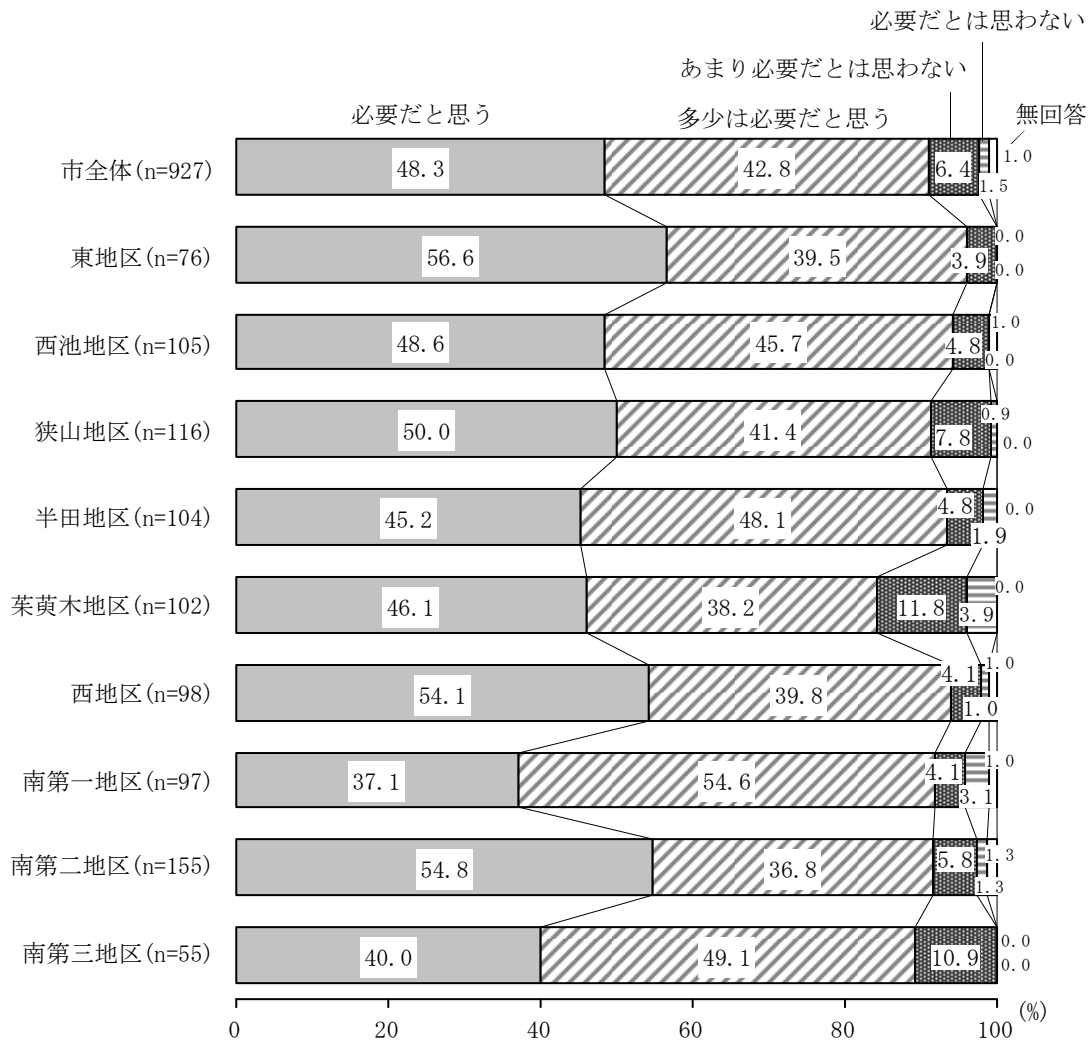 必要だとは思わない
あまり必要だとは思わない
必要だと思う 多少は必要だと思う 無回答
市全体(n=927) 48.3 42.8 6.4 1.5 1.0
東地区(n=76) 56.6 39.5 3.9 0.0 0.0
西池地区(n=105) 48.6 45.7 4.8 0.0 1.0
狭山地区(n=116) 50.0 41.4 7.8 0.9 0.0
半田地区(n=104) 45.2 48.1 4.8 1.9 0.0
茱萸木地区(n=102) 46.1 38.2 11.8 3.9 0.0
西地区(n=98) 54.1 39.8 4.1 1.0 1.0
南第一地区(n=97) 37.1 54.6 4.1 3.1 1.0
南第二地区(n=155) 54.8 36.8 5.8 1.3 1.3
南第三地区(n=55) 40.0 49.1 10.9 0.0 0.0
0 20 40 60 80 100 (%)